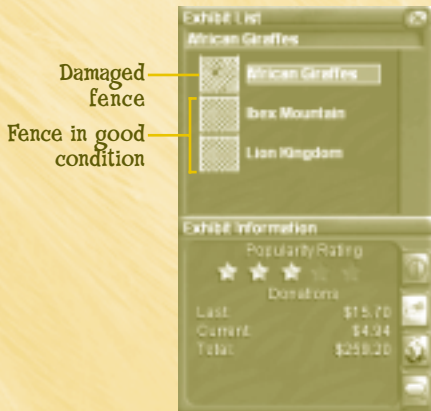 Exhibit List
African Giraffes
Damaged
fence
African Giraffes
Fence in good
condition
Ibex Mountain
Lion Kingdom
Exhibit Information
Popularity Rating
Donations
Last: $15.70
Current: $4.94
Total: $259.20